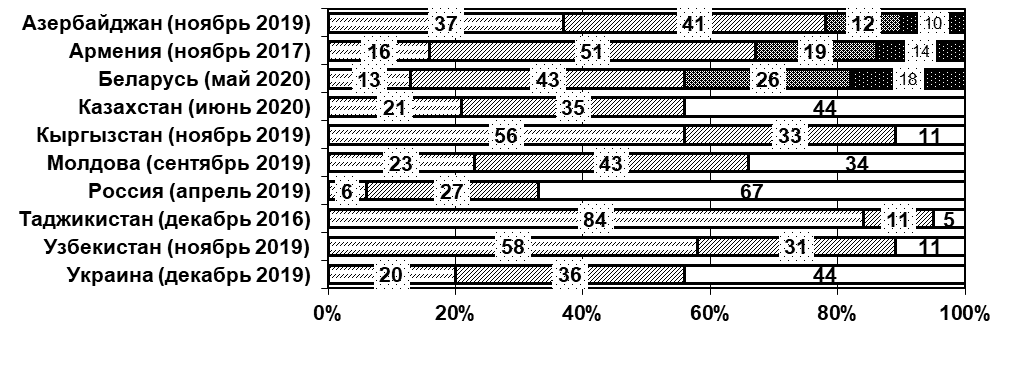 Азербайджан (ноябрь 2019) 37 41 12 10
Армения (ноябрь 2017) 16 51 19 14
Беларусь (май 2020) 13 43 26 18
Казахстан (июнь 2020) 21 35 44
Кыргызстан (ноябрь 2019) 56 33 11
Молдова (сентябрь 2019) 23 43 34
Россия (апрель 2019) 6 27 67
Таджикистан (декабрь 2016) 84 11 5
Узбекистан (ноябрь 2019) 58 31 11
Украина (декабрь 2019) 20 36 44
0% 20% 40% 60% 80% 100%